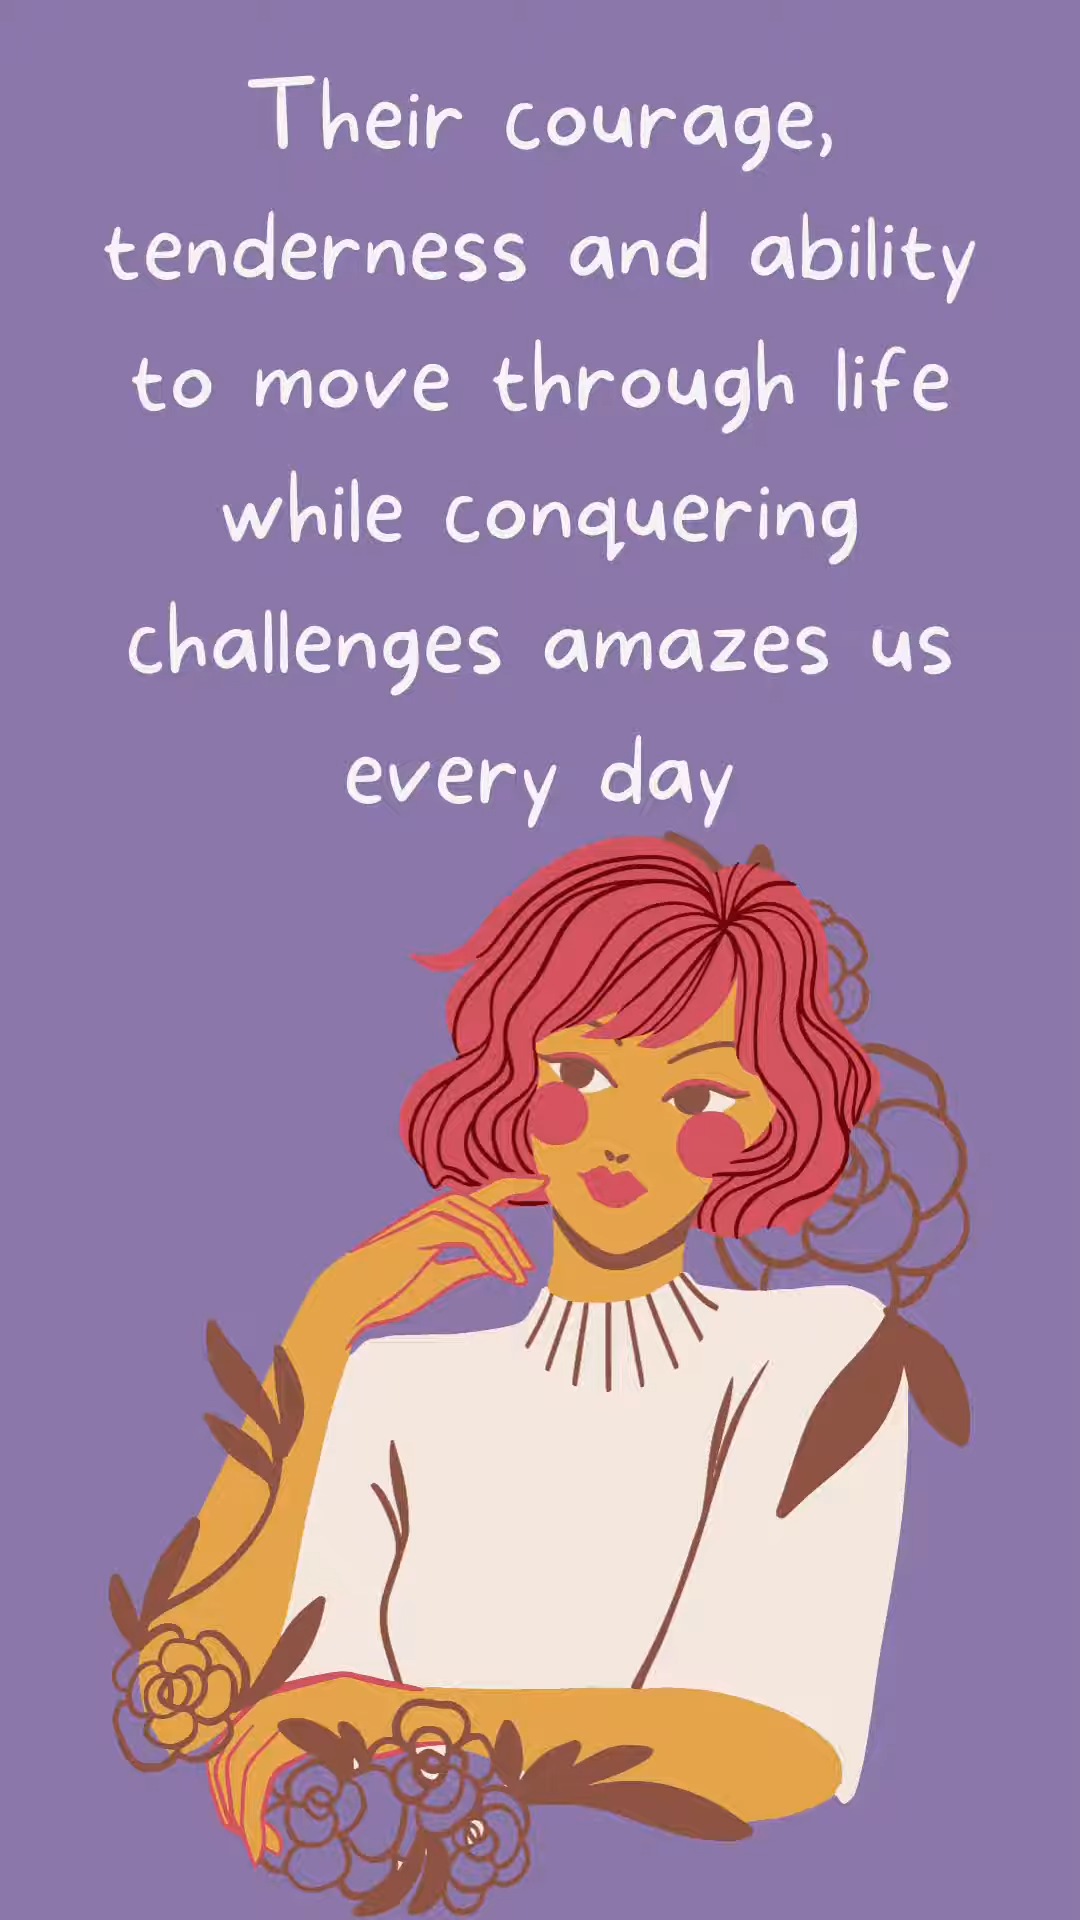 Their courage,
tenderness and ability
to move through life
while conquering
challenges amazes us
every day